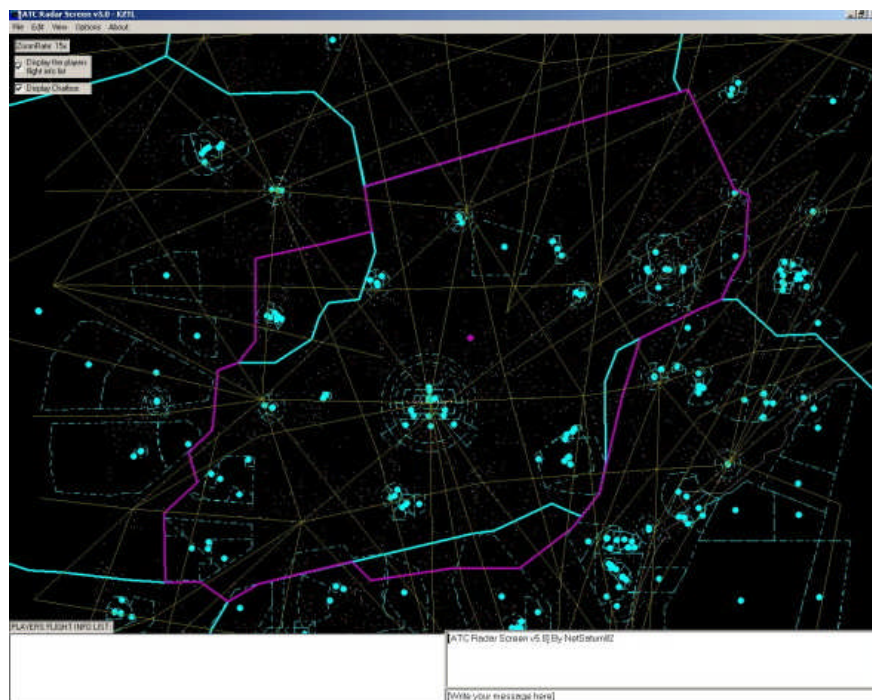 ATC Radar Screen v5.0 - KZTL
File Edit View Options About
ZoomRate 15x
Display the players
flight info list
Display Chatbox
PLAYERS FLIGHT INFO LIST:
[ATC Radar Screen v5.0] By NetSaturn82
[Write your message here]